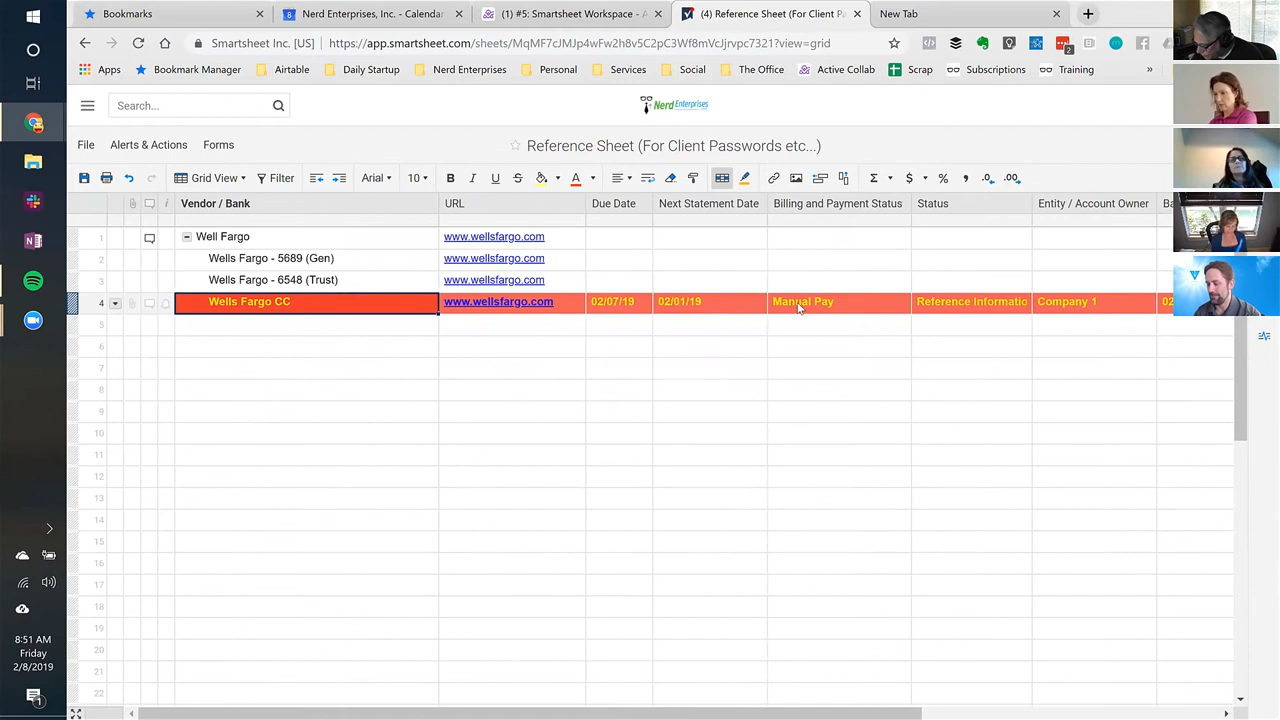 Bookmarks
Nerd Enterprises, Inc. - Calenda
(1) #5: Smartsheet Workspace - A
(4) Reference Sheet (For Client P
New Tab
Smartsheet Inc. [US]
https://app.smartsheet.com/sheets/MqMF7cJWJp4wFw2h8v5C2pC3Wf8mVcJjrvpc7321?view=grid
Apps
Bookmark Manager
Airtable
Daily Startup
Nerd Enterprises
Personal
Services
Social
The Office
Active Collab
Scrap
Subscriptions
Training
»
Search...
Nerd Enterprises
File
Alerts & Actions
Forms
Reference Sheet (For Client Passwords etc...)
Grid View
Filter
Arial
10
B
I
U
S
A
Σ
$
%
,
.0
.00
Vendor / Bank URL Due Date Next Statement Date Billing and Payment Status Status Entity / Account Owner Ba
1 Well Fargo www.wellsfargo.com
2 Wells Fargo - 5689 (Gen) www.wellsfargo.com
3 Wells Fargo - 6548 (Trust) www.wellsfargo.com
4 Wells Fargo CC www.wellsfargo.com 02/07/19 02/01/19 Manual Pay Reference Informatio Company 1 02
5
6
7
8
9
10
11
12
13
14
15
16
17
18
19
20
21
22
8:51 AM
Friday
2/8/2019
1